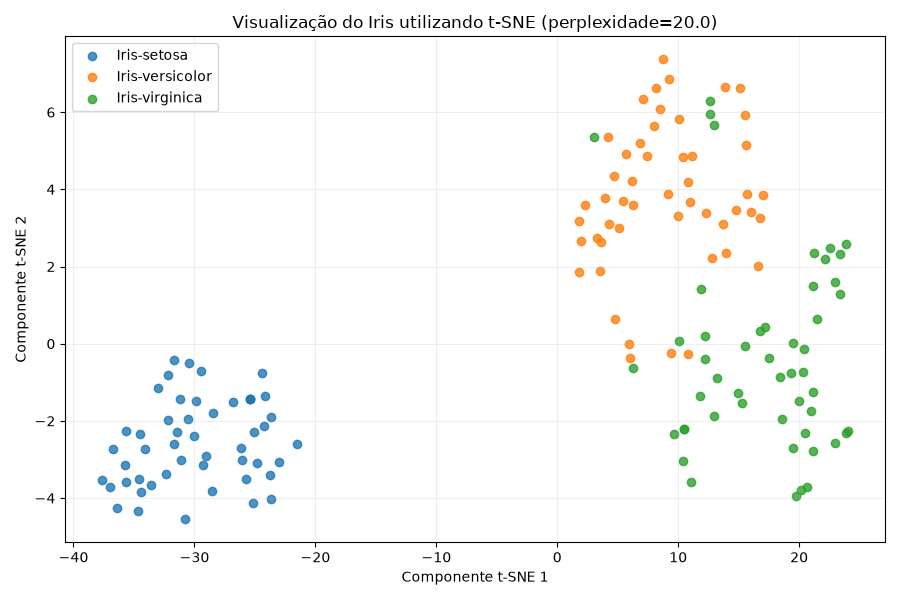 Visualização do Iris utilizando t-SNE (perplexidade=20.0)
Iris-setosa
Iris-versicolor
Iris-virginica
Componente t-SNE 2
6
4
2
0
−2
−4
−40
−30
−20
−10
0
10
20
Componente t-SNE 1